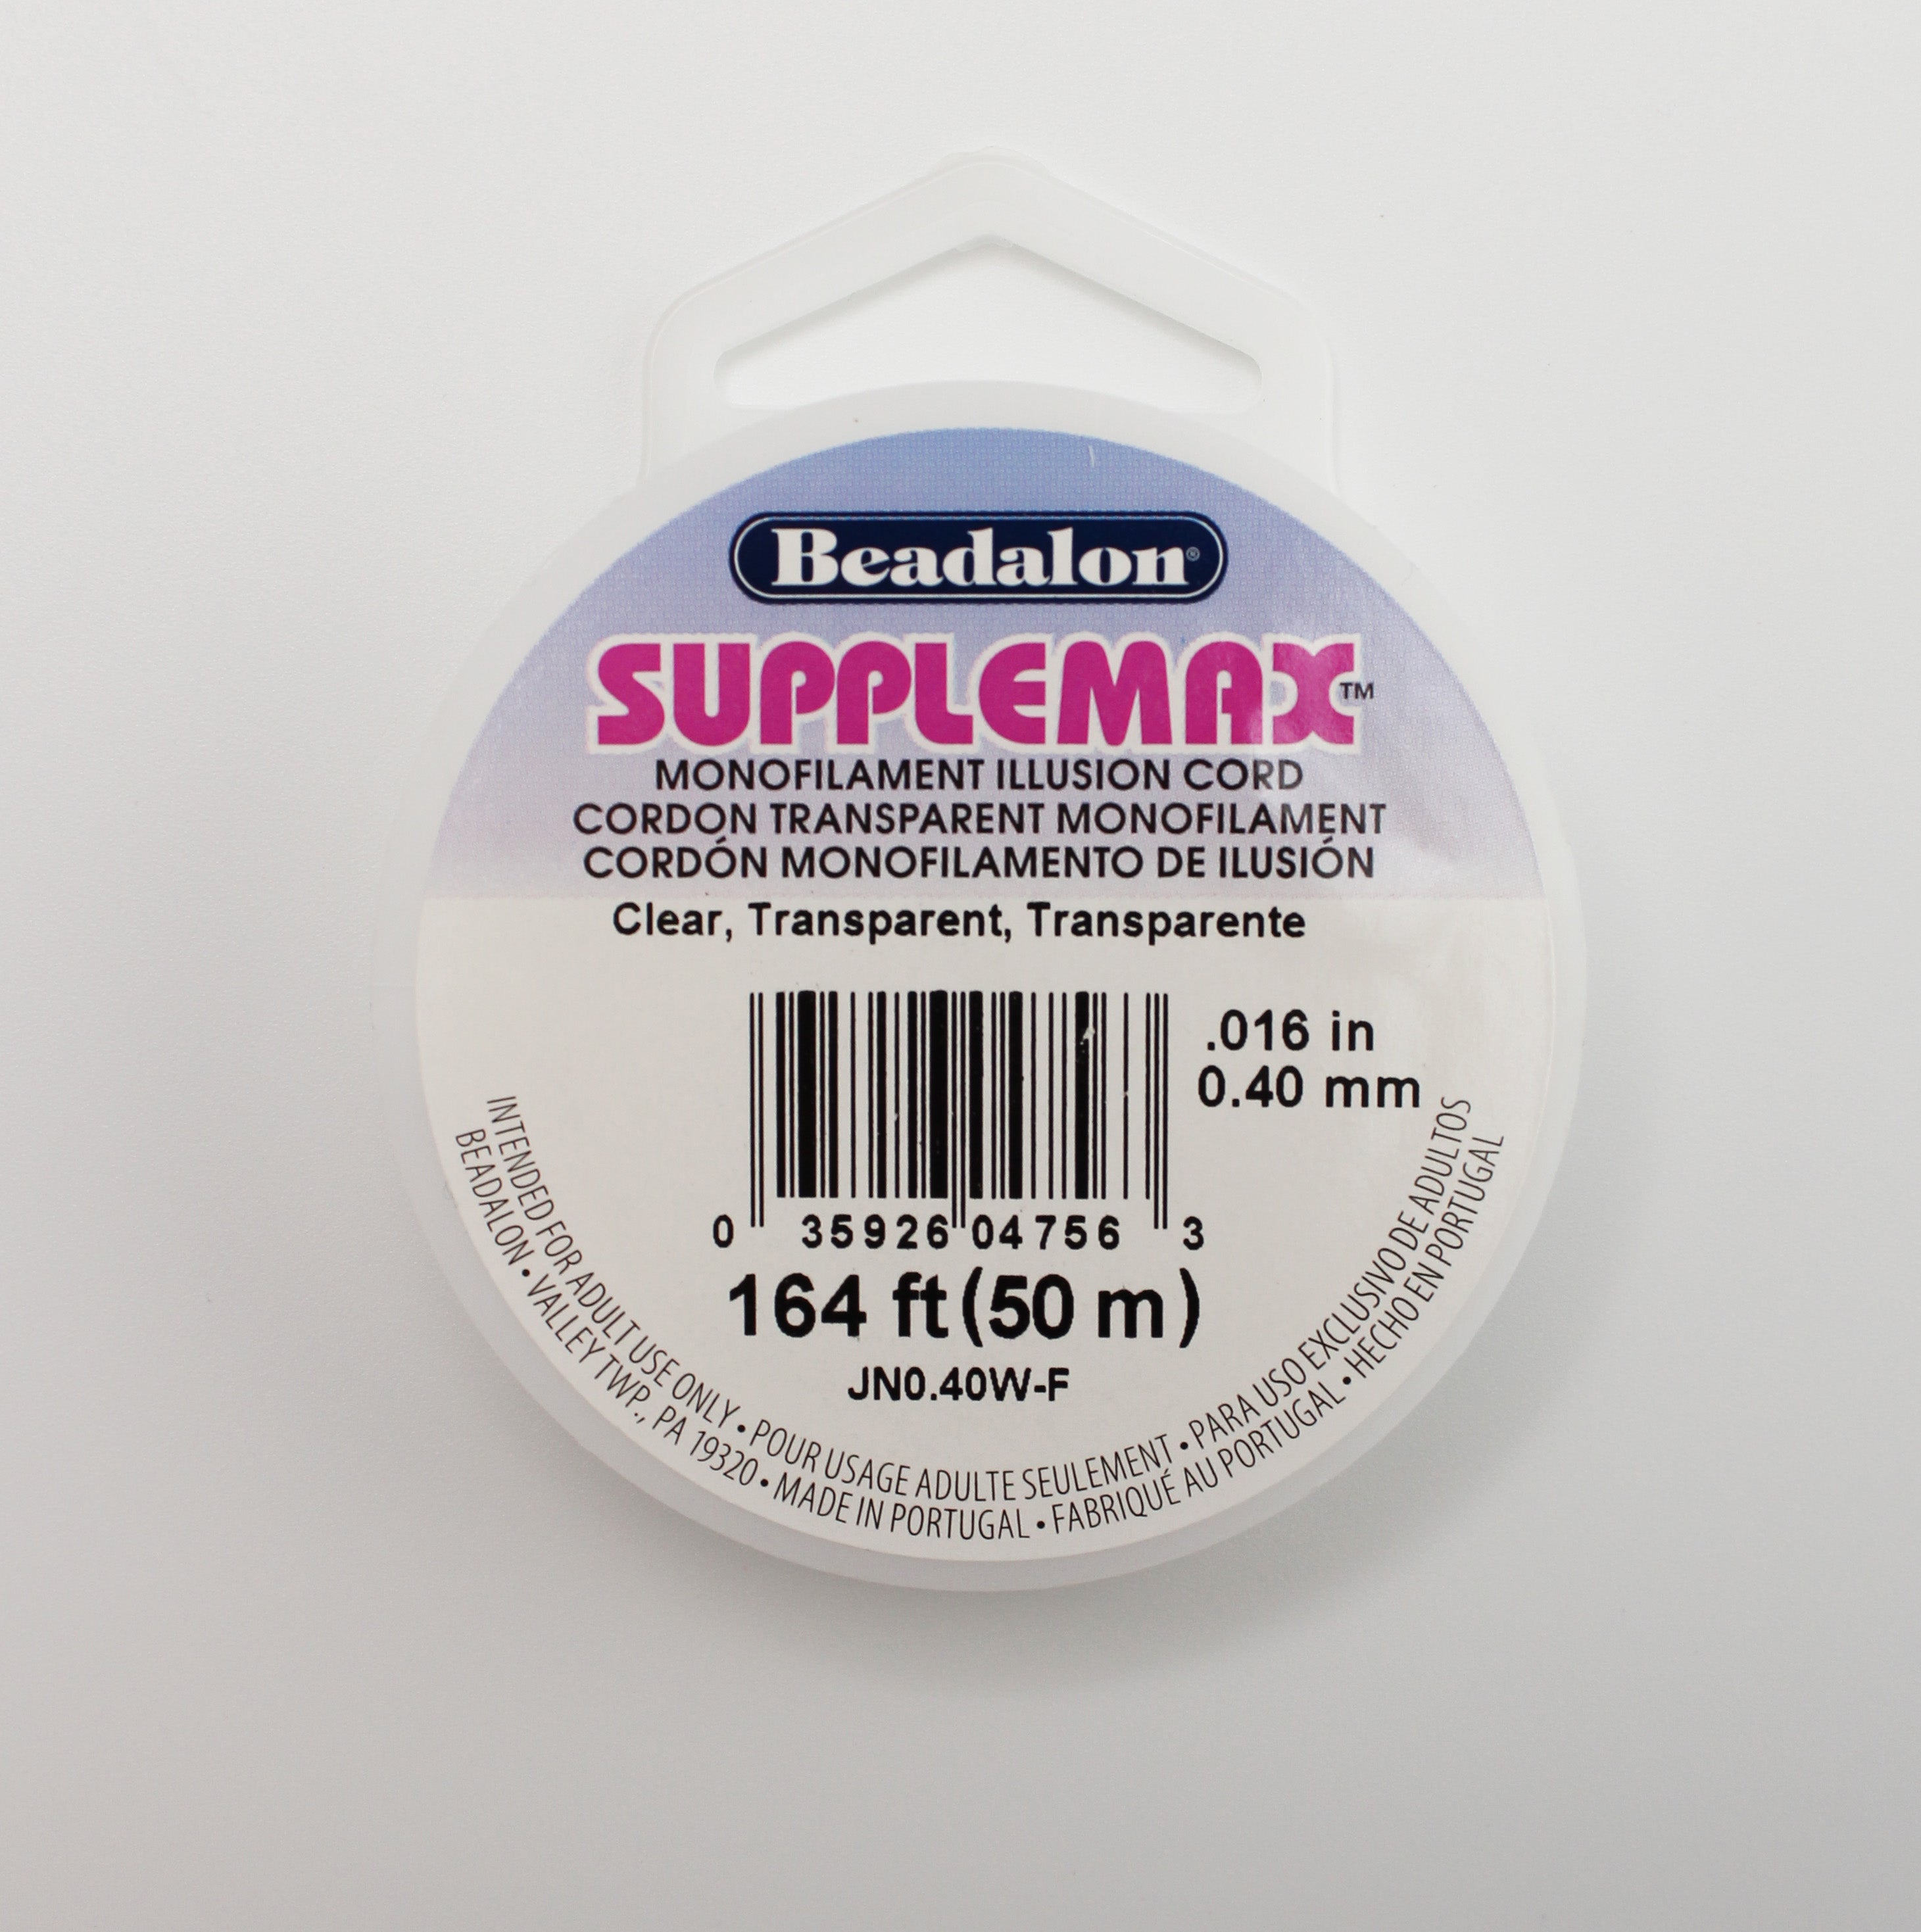 Beadalon®
SUPPLEMAX™
MONOFILAMENT ILLUSION CORD
CORDON TRANSPARENT MONOFILAMENT
CORDÓN MONOFILAMENTO DE ILUSIÓN
Clear, Transparent, Transparente
.016 in
0.40 mm
0 35926 04756 3
164 ft (50 m)
JN0.40W-F
INTENDED FOR ADULT USE ONLY • POUR USAGE ADULTE SEULEMENT • PARA USO EXCLUSIVO DE ADULTOS
BEADALON • VALLEY TWP., PA 19320 • MADE IN PORTUGAL • FABRIQUÉ AU PORTUGAL • HECHO EN PORTUGAL